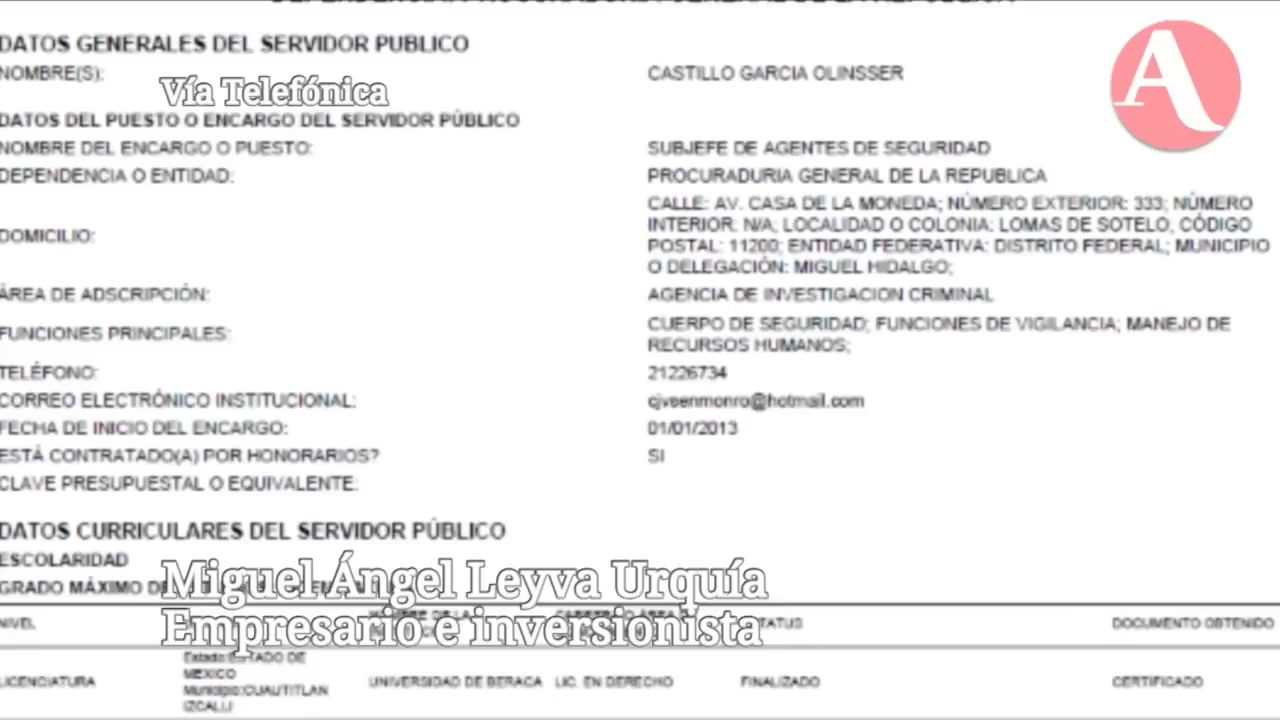 DATOS GENERALES DEL SERVIDOR PUBLICO
NOMBRE(S): CASTILLO GARCIA OLINSSER
Vía Telefónica
DATOS DEL PUESTO O ENCARGO DEL SERVIDOR PÚBLICO
NOMBRE DEL ENCARGO O PUESTO: SUBJEFE DE AGENTES DE SEGURIDAD
DEPENDENCIA O ENTIDAD: PROCURADURIA GENERAL DE LA REPUBLICA
CALLE: AV. CASA DE LA MONEDA; NÚMERO EXTERIOR: 333; NÚMERO
INTERIOR: N/A; LOCALIDAD O COLONIA: LOMAS DE SOTELO; CÓDIGO
DOMICILIO: POSTAL: 11200; ENTIDAD FEDERATIVA: DISTRITO FEDERAL; MUNICIPIO
O DELEGACIÓN: MIGUEL HIDALGO;
ÁREA DE ADSCRIPCIÓN: AGENCIA DE INVESTIGACION CRIMINAL
FUNCIONES PRINCIPALES: CUERPO DE SEGURIDAD; FUNCIONES DE VIGILANCIA; MANEJO DE
RECURSOS HUMANOS;
TELÉFONO: 21226734
CORREO ELECTRÓNICO INSTITUCIONAL: cjveenmonro@hotmail.com
FECHA DE INICIO DEL ENCARGO: 01/01/2013
ESTÁ CONTRATADO(A) POR HONORARIOS? SI
CLAVE PRESUPUESTAL O EQUIVALENTE:
DATOS CURRICULARES DEL SERVIDOR PÚBLICO
ESCOLARIDAD
GRADO MÁXIMO DE
Miguel Ángel Leyva Urquía
Empresario e inversionista
NIVEL DOCUMENTO OBTENIDO
Estado:ESTADO DE
MEXICO
LICENCIATURA Municipio:CUAUTITLAN UNIVERSIDAD DE BERACA LIC. EN DERECHO FINALIZADO CERTIFICADO
IZCALLI
A